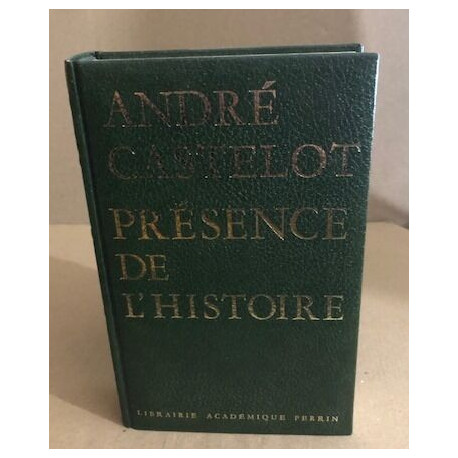 ANDRÉ
CASTELOT
PRÉSENCE
DE
L'HISTOIRE
LIBRAIRIE ACADÉMIQUE PERRIN